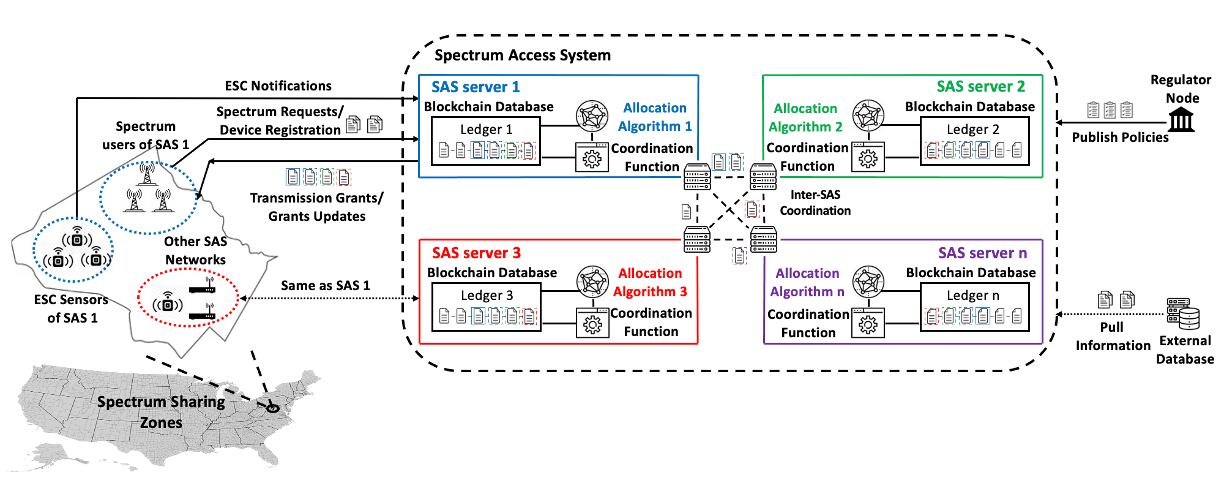 Spectrum Access System
ESC Notifications
Spectrum Requests/
Device Registration
Spectrum
users of SAS 1
Transmission Grants/
Grants Updates
Other SAS
Networks
ESC Sensors
of SAS 1
Same as SAS 1
Spectrum Sharing
Zones
SAS server 1
Blockchain Database
Ledger 1
Allocation
Algorithm 1
Coordination
Function
SAS server 2
Allocation
Algorithm 2
Blockchain Database
Ledger 2
Coordination
Function
Inter-SAS
Coordination
SAS server 3
Blockchain Database
Ledger 3
Allocation
Algorithm 3
Coordination
Function
SAS server n
Allocation
Algorithm n
Blockchain Database
Ledger n
Coordination
Function
Regulator
Node
Publish Policies
Pull
Information
External
Database